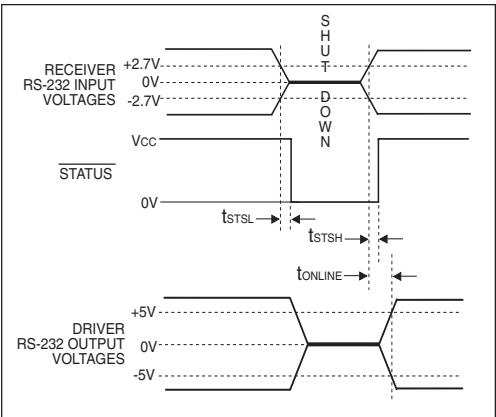 S
H
U
T
D
O
W
N
RECEIVER
RS-232 INPUT
VOLTAGES
+2.7V
0V
-2.7V
VCC
STATUS
0V
tSTSL
tSTSH
tONLINE
DRIVER
RS-232 OUTPUT
VOLTAGES
+5V
0V
-5V